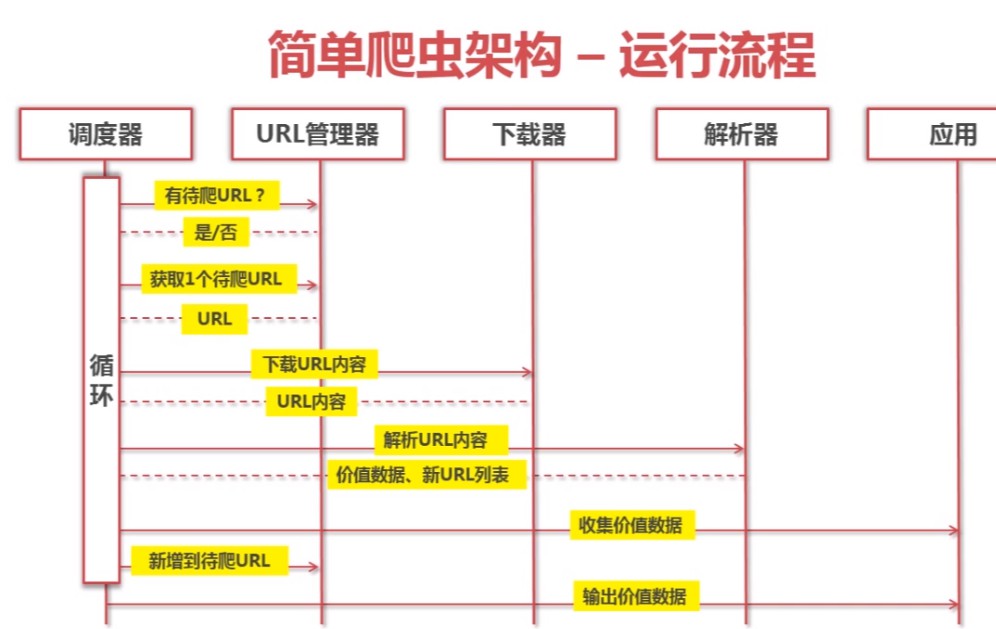 简单爬虫架构 – 运行流程
调度器
URL管理器
下载器
解析器
应用
有待爬URL？
是/否
获取1个待爬URL
URL
循
环
下载URL内容
URL内容
解析URL内容
价值数据、新URL列表
收集价值数据
新增到待爬URL
输出价值数据